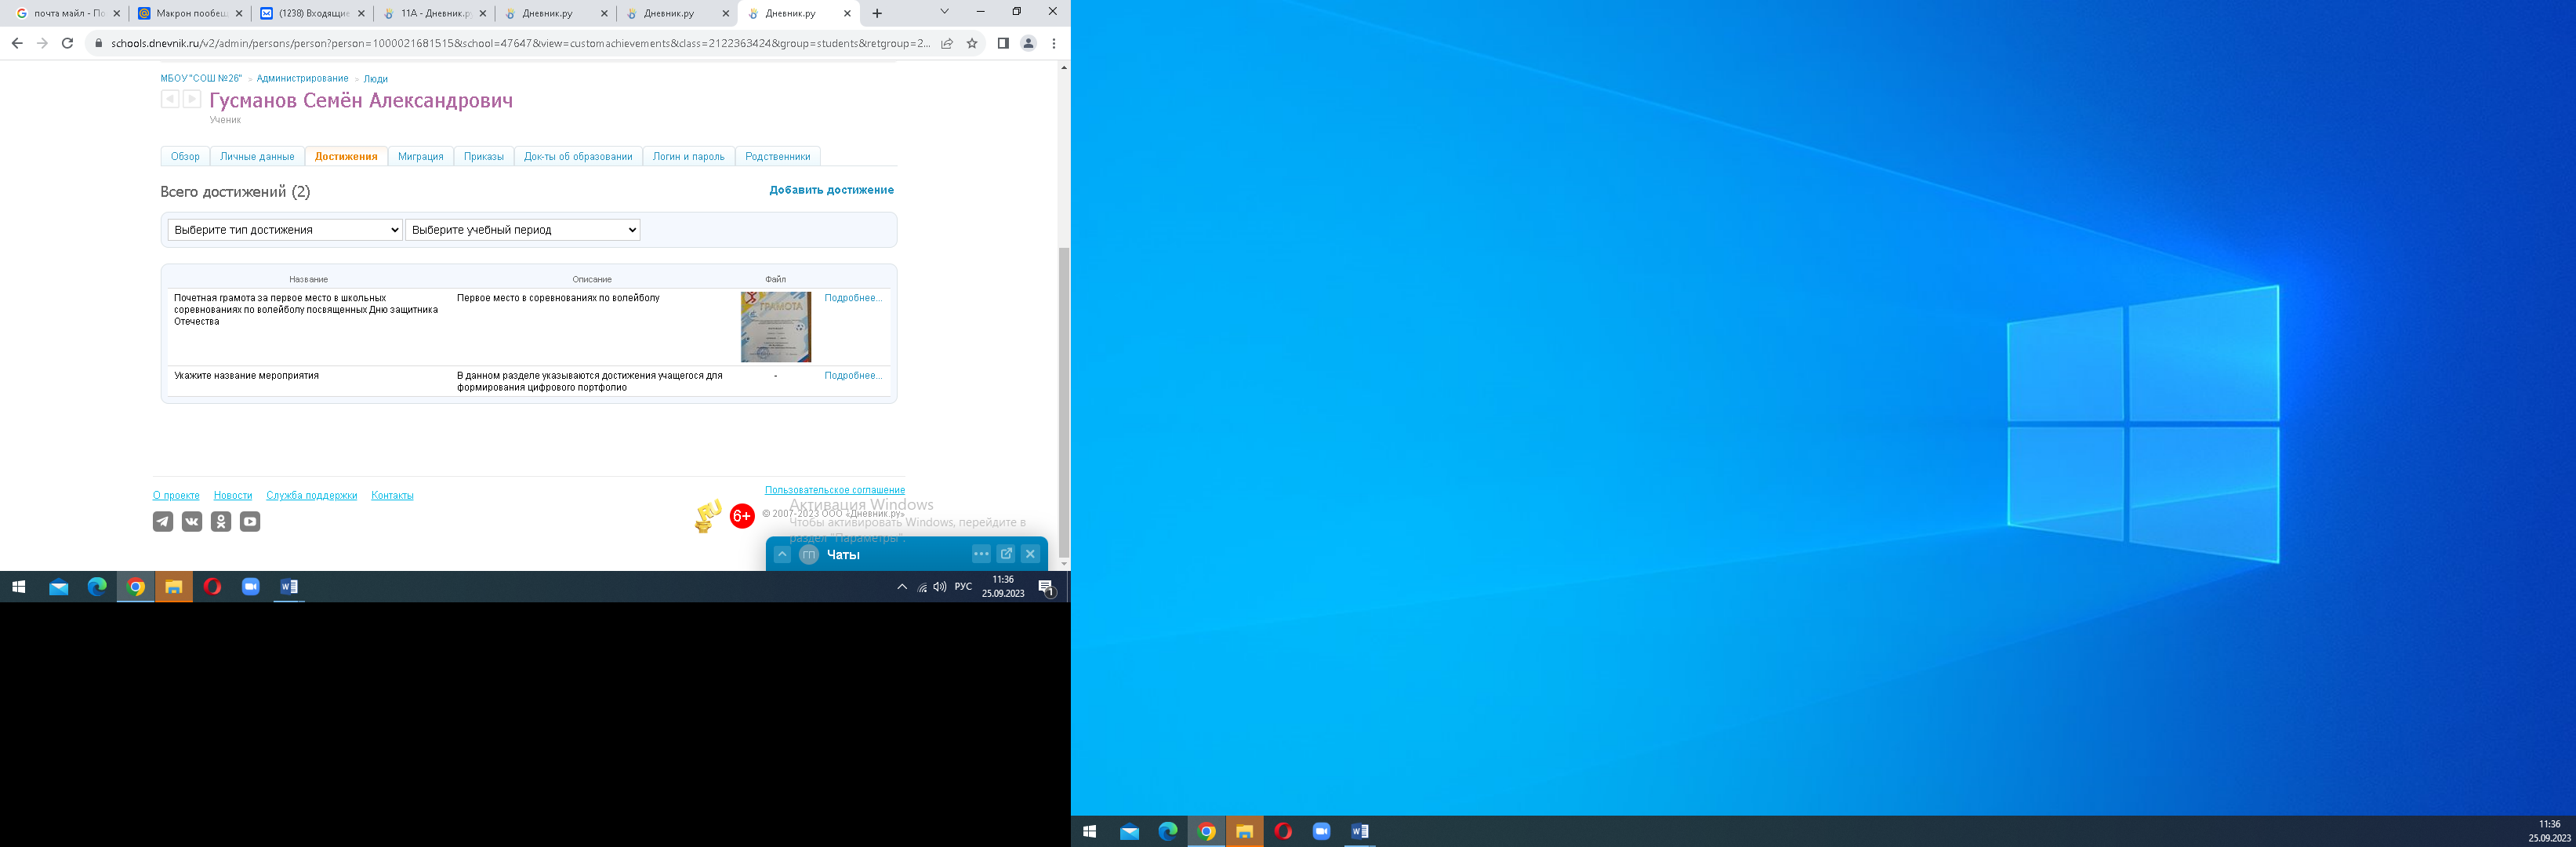 почта майл - По
Макрон пообещ
(1238) Входящие
11А - Дневник.ру
Дневник.ру
Дневник.ру
Дневник.ру
schools.dnevnik.ru/v2/admin/persons/person?person=1000021681515&school=47647&view=customachievements&class=2122363424&group=students&retgroup=2...
МБОУ "СОШ №26" » Администрирование » Люди
Гусманов Семён Александрович
Ученик
Обзор
Личные данные
Достижения
Миграция
Приказы
Док-ты об образовании
Логин и пароль
Родственники
Всего достижений (2)
Добавить достижение
Выберите тип достижения
Выберите учебный период
Название
Описание
Файл
Почетная грамота за первое место в школьных
соревнованиях по волейболу посвященных Дню защитника
Отечества
Первое место в соревнованиях по волейболу
ГРАМОТА
Подробнее...
Укажите название мероприятия
В данном разделе указываются достижения учащегося для
формирования цифрового портфолио
-
Подробнее...
О проекте
Новости
Служба поддержки
Контакты
RU
6+
Пользовательское соглашение
© 2007-2023 ООО «Дневник.ру»
Активация Windows
Чтобы активировать Windows, перейдите в
раздел "Параметры".
ГП
Чаты
РУС
11:36
25.09.2023
1
11:36
25.09.2023